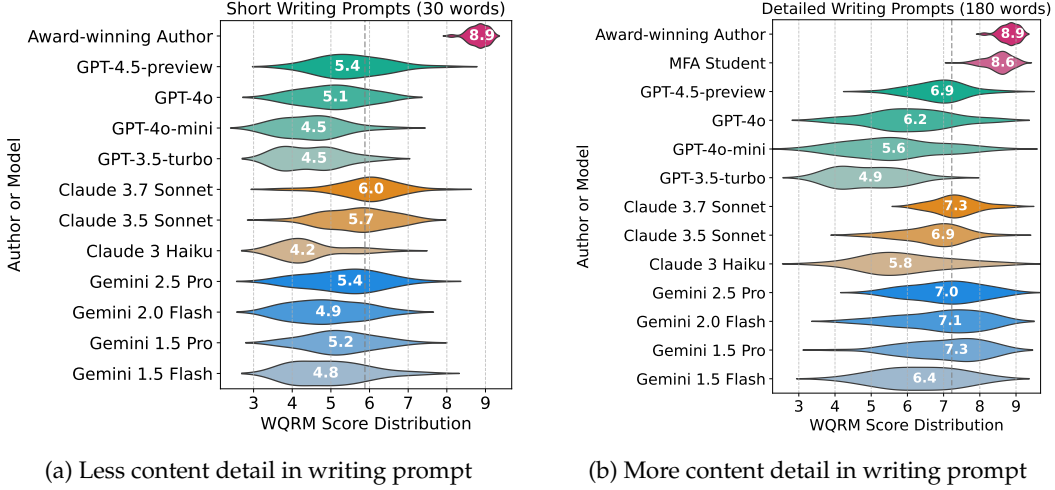 Short Writing Prompts (30 words)
Author or Model
Award-winning Author 8.9
GPT-4.5-preview 5.4
GPT-4o 5.1
GPT-4o-mini 4.5
GPT-3.5-turbo 4.5
Claude 3.7 Sonnet 6.0
Claude 3.5 Sonnet 5.7
Claude 3 Haiku 4.2
Gemini 2.5 Pro 5.4
Gemini 2.0 Flash 4.9
Gemini 1.5 Pro 5.2
Gemini 1.5 Flash 4.8
3 4 5 6 7 8 9
WQRM Score Distribution
(a) Less content detail in writing prompt
Detailed Writing Prompts (180 words)
Author or Model
Award-winning Author 8.9
MFA Student 8.6
GPT-4.5-preview 6.9
GPT-4o 6.2
GPT-4o-mini 5.6
GPT-3.5-turbo 4.9
Claude 3.7 Sonnet 7.3
Claude 3.5 Sonnet 6.9
Claude 3 Haiku 5.8
Gemini 2.5 Pro 7.0
Gemini 2.0 Flash 7.1
Gemini 1.5 Pro 7.3
Gemini 1.5 Flash 6.4
3 4 5 6 7 8 9
WQRM Score Distribution
(b) More content detail in writing prompt